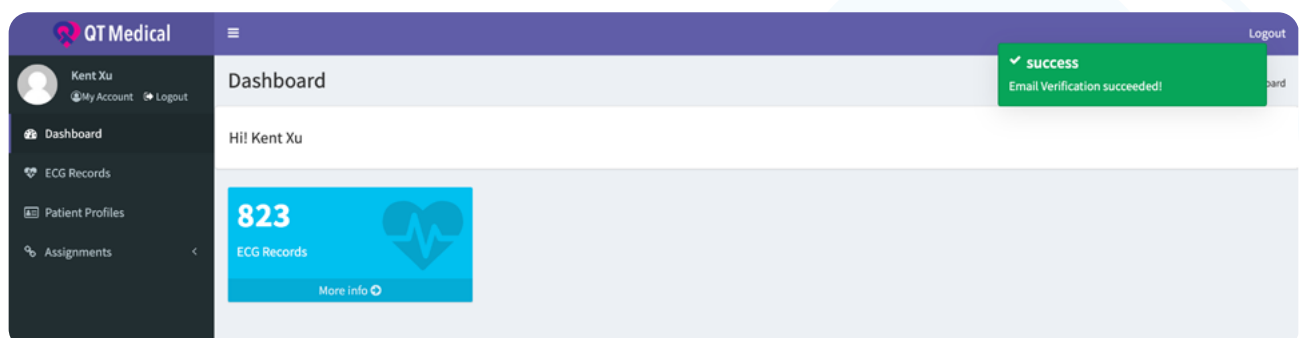 QT Medical
Logout
Kent Xu
My Account Logout
Dashboard
ECG Records
Patient Profiles
Assignments
Dashboard
success
Email Verification succeeded!
Hi! Kent Xu
823
ECG Records
More info